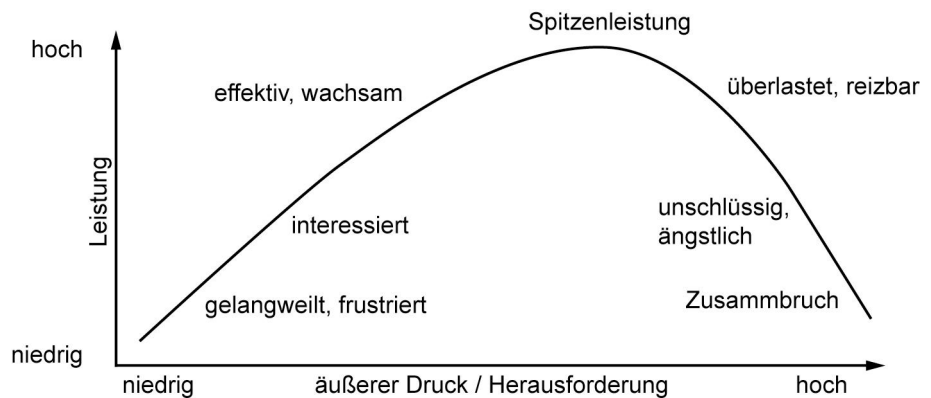 Spitzenleistung
hoch
effektiv, wachsam
überlastet, reizbar
Leistung
interessiert
unschlüssig,
ängstlich
gelangweilt, frustriert
Zusammbruch
niedrig
niedrig
äußerer Druck / Herausforderung
hoch